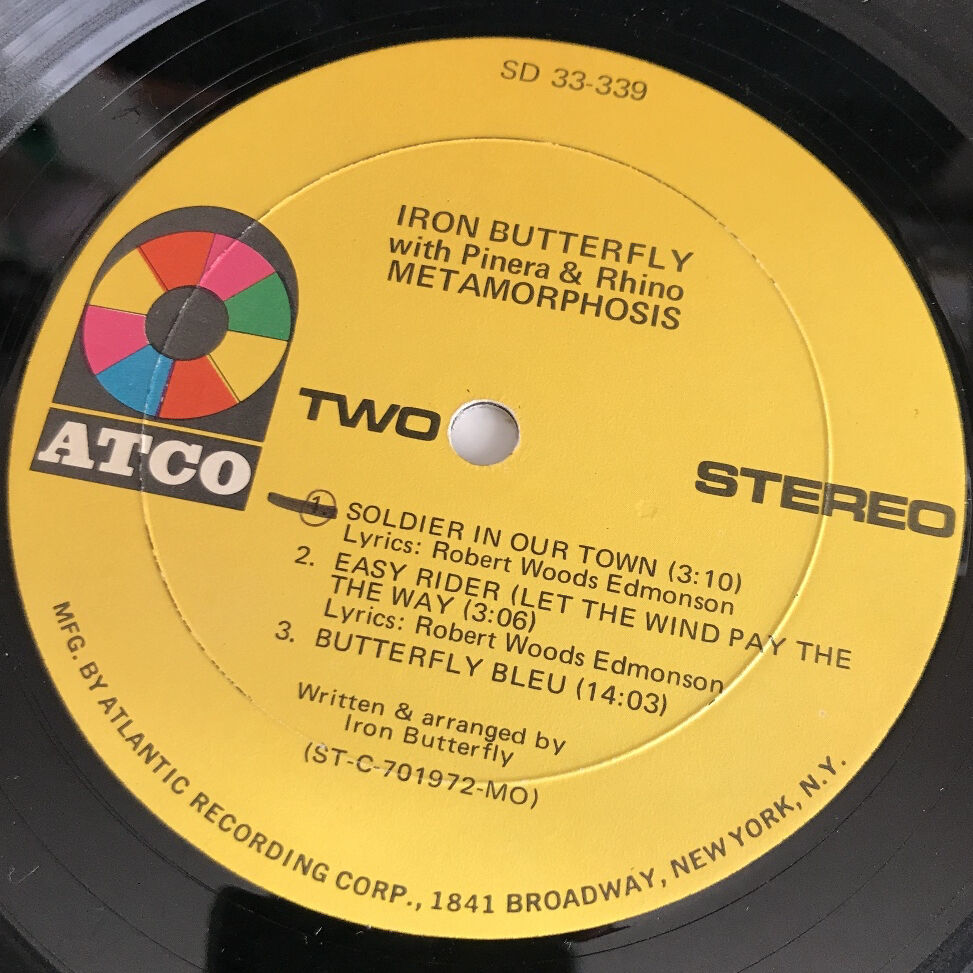 SD 33-339
IRON BUTTERFLY
with Pinera & Rhino
METAMORPHOSIS
TWO
ATCO
STEREO
1. SOLDIER IN OUR TOWN (3:10)
Lyrics: Robert Woods Edmonson
2. EASY RIDER (LET THE WIND PAY THE
THE WAY (3:06)
Lyrics: Robert Woods Edmonson
3. BUTTERFLY BLEU (14:03)
Written & arranged by
Iron Butterfly
(ST-C-701972-MO)
MFG. BY ATLANTIC RECORDING CORP., 1841 BROADWAY, NEW YORK, N.Y.